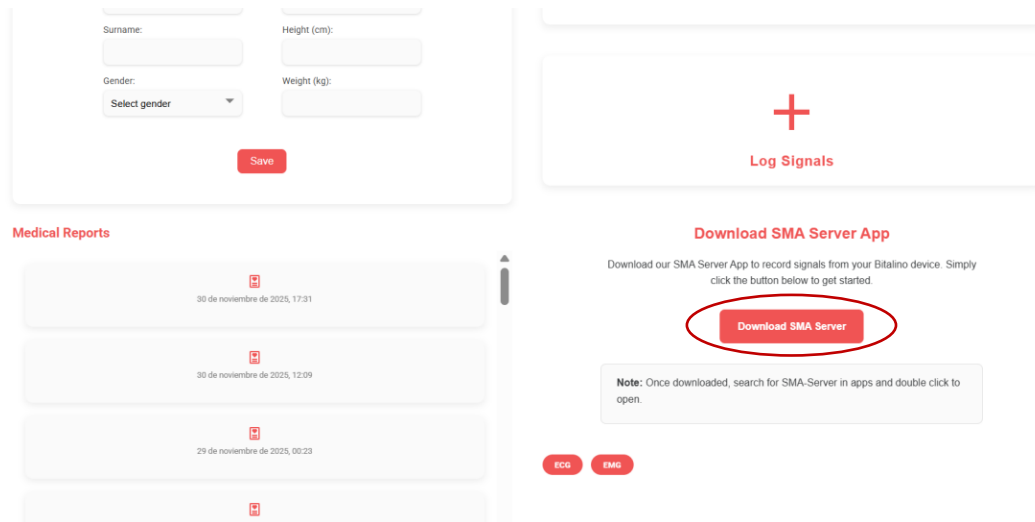 Surname:
Height (cm):
Gender:
Weight (kg):
Select gender
Save
Medical Reports
30 de noviembre de 2025, 17:31
30 de noviembre de 2025, 12:09
29 de noviembre de 2025, 00:23
Log Signals
Download SMA Server App
Download our SMA Server App to record signals from your Bitalino device. Simply
click the button below to get started.
Download SMA Server
Note: Once downloaded, search for SMA-Server in apps and double click to
open.
ECG
EMG